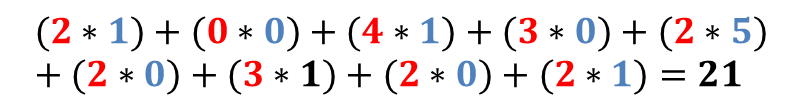 (2 * 1) + (0 * 0) + (4 * 1) + (3 * 0) + (2 * 5)
+ (2 * 0) + (3 * 1) + (2 * 0) + (2 * 1) = 21